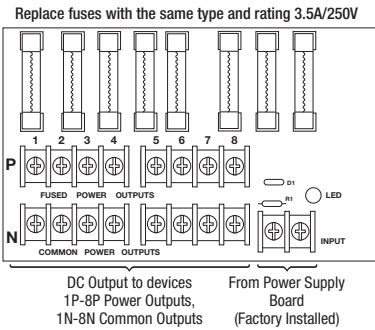 Replace fuses with the same type and rating 3.5A/250V
1 2 3 4 5 6 7 8
P
D1
FUSED POWER OUTPUTS
R1
LED
N
INPUT
COMMON POWER OUTPUTS
DC Output to devices
1P-8P Power Outputs,
1N-8N Common Outputs
From Power Supply
Board
(Factory Installed)